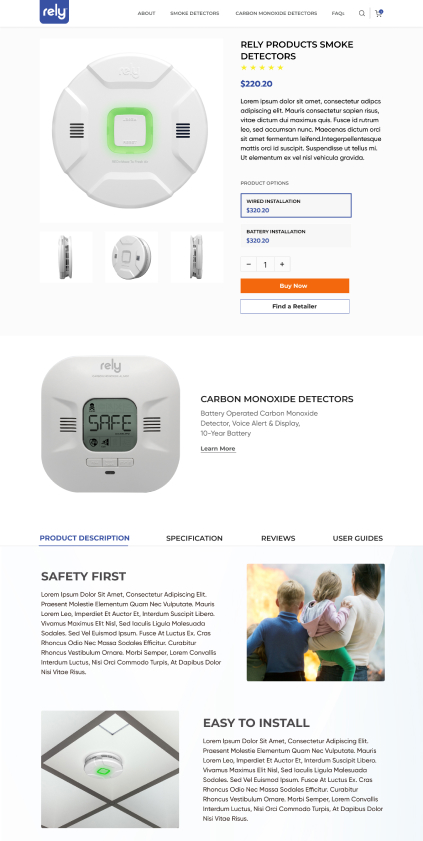 rely
ABOUT SMOKE DETECTORS CARBON MONOXIDE DETECTORS FAQs
rely
RELY PRODUCTS SMOKE
DETECTORS
$220.20
Lorem ipsum dolor sit amet, consectetur adipcs
adipiscing elit. Mauris consectetur sapien risus,
vitae dictum dui maximus quis. Fusce id rutrum
leo, sed accumsan nunc. Maecenas dictum orci
sit amet fermentum leifend.Integerpellentesque
mattis orci id suscipit. Suspendisse ut tellus mi.
Ut elementum ex vel nisl vehicula gravida.
PRODUCT OPTIONS
WIRED INSTALLATION
$320.20
BATTERY INSTALLATION
$320.20
− 1 +
Buy Now
Find a Retailer
rely
SAFE
CARBON MONOXIDE DETECTORS
Battery Operated Carbon Monoxide
Detector, Voice Alert & Display,
10-Year Battery
Learn More
PRODUCT DESCRIPTION SPECIFICATION REVIEWS USER GUIDES
SAFETY FIRST
Lorem Ipsum Dolor Sit Amet, Consectetur Adipiscing Elit.
Praesent Molestie Elementum Quam Nec Vulputate. Mauris
Lorem Leo, Imperdiet Et Auctor Et, Interdum Suscipit Libero.
Vivamus Maximus Elit Nisl, Sed Iaculis Ligula Malesuada
Sodales. Sed Vel Euismod Ipsum. Fusce At Luctus Ex. Cras
Rhoncus Odio Nec Massa Sodales Efficitur. Curabitur
Rhoncus Vestibulum Ornare. Morbi Semper, Lorem Convallis
Interdum Luctus, Nisi Orci Commodo Turpis, At Dapibus Dolor
Nisi Vitae Risus.
EASY TO INSTALL
Lorem Ipsum Dolor Sit Amet, Consectetur Adipiscing Elit.
Praesent Molestie Elementum Quam Nec Vulputate. Mauris
Lorem Leo, Imperdiet Et Auctor Et, Interdum Suscipit Libero.
Vivamus Maximus Elit Nisl, Sed Iaculis Ligula Malesuada
Sodales. Sed Vel Euismod Ipsum. Fusce At Luctus Ex. Cras
Rhoncus Odio Nec Massa Sodales Efficitur. Curabitur
Rhoncus Vestibulum Ornare. Morbi Semper, Lorem Convallis
Interdum Luctus, Nisi Orci Commodo Turpis, At Dapibus Dolor
Nisi Vitae Risus.